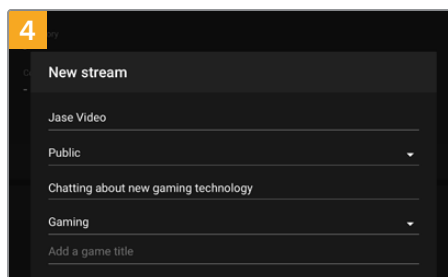 4
New stream
Jase Video
Public
Chatting about new gaming technology
Gaming
Add a game title